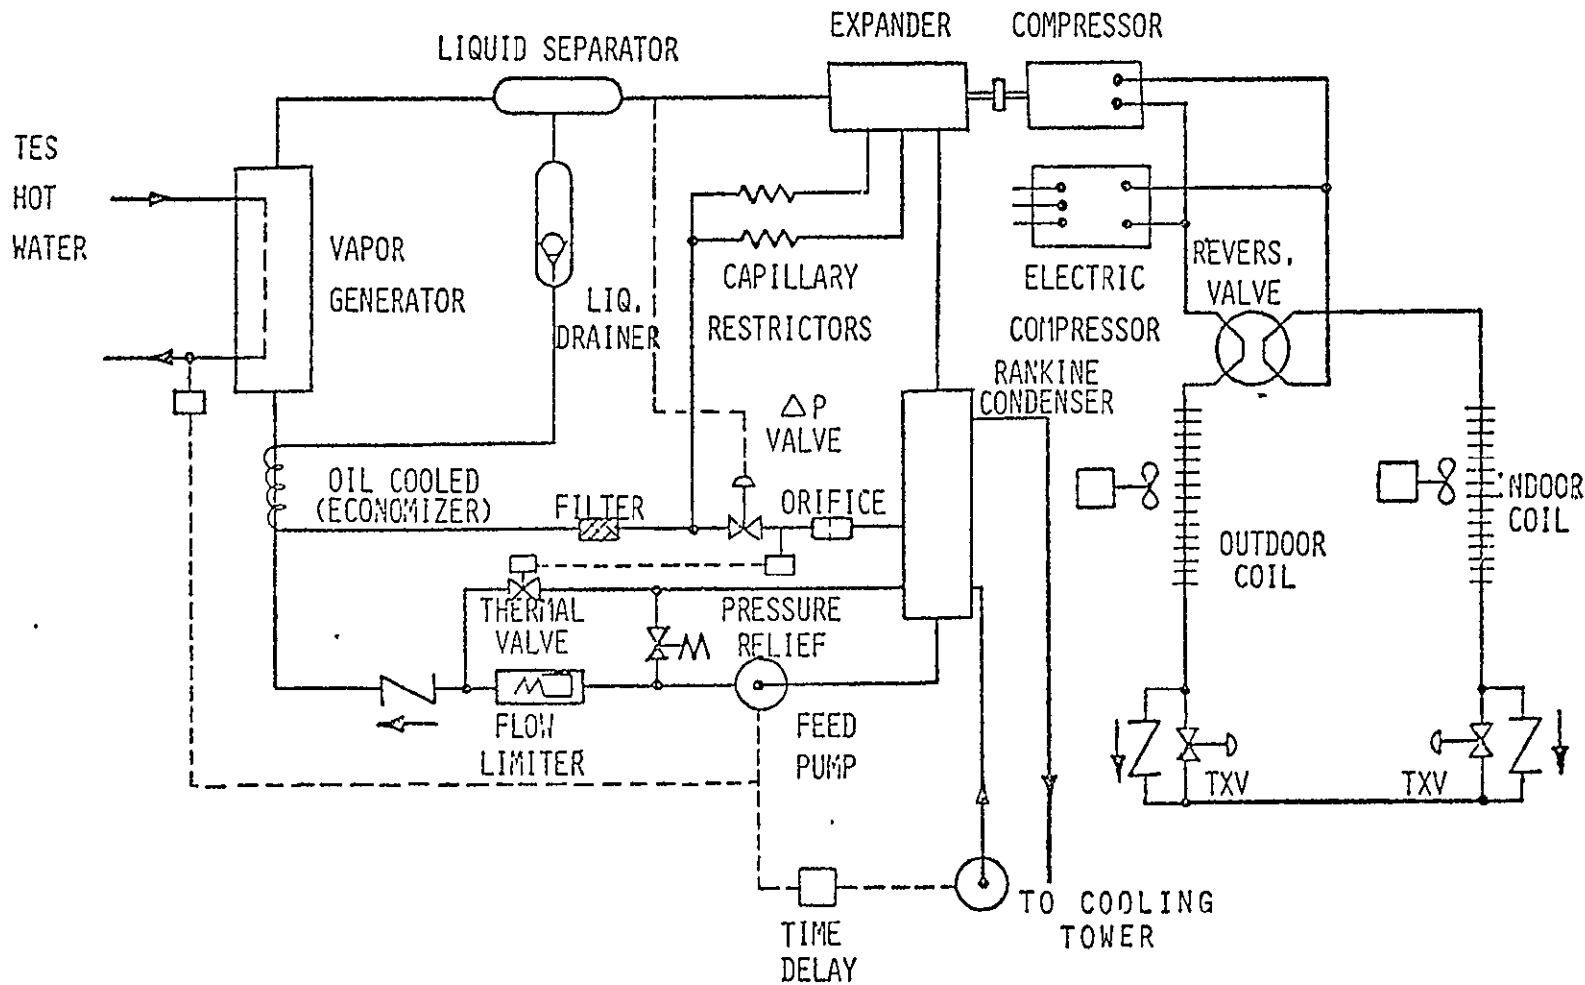 EXPANDER
COMPRESSOR
LIQUID SEPARATOR
TES
HOT
WATER
VAPOR
GENERATOR
LIQ.
DRAINER
CAPILLARY
RESTRICTORS
ELECTRIC
COMPRESSOR
REVERS.
VALVE
RANKINE
CONDENSER
△P
VALVE
OIL COOLED
(ECONOMIZER)
FILTER
ORIFICE
OUTDOOR
COIL
NDOOR
COIL
THERMAL
VALVE
PRESSURE
RELIEF
FLOW
LIMITER
FEED
PUMP
TXV
TXV
TO COOLING
TOWER
TIME
DELAY